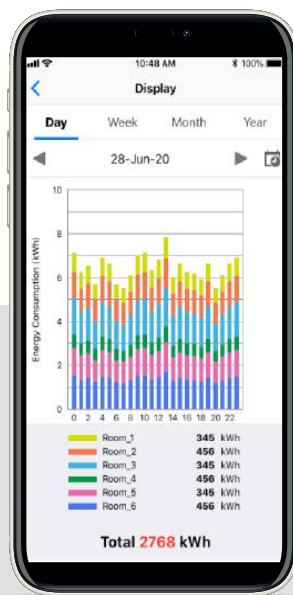 10:48 AM
100%
Display
Day Week Month Year
28-Jun-20
Energy Consumption (kWh)
10
8
6
4
2
0
0 2 4 6 8 10 12 14 16 18 20 22
Room_1 345 kWh
Room_2 456 kWh
Room_3 345 kWh
Room_4 456 kWh
Room_5 345 kWh
Room_6 456 kWh
Total 2768 kWh